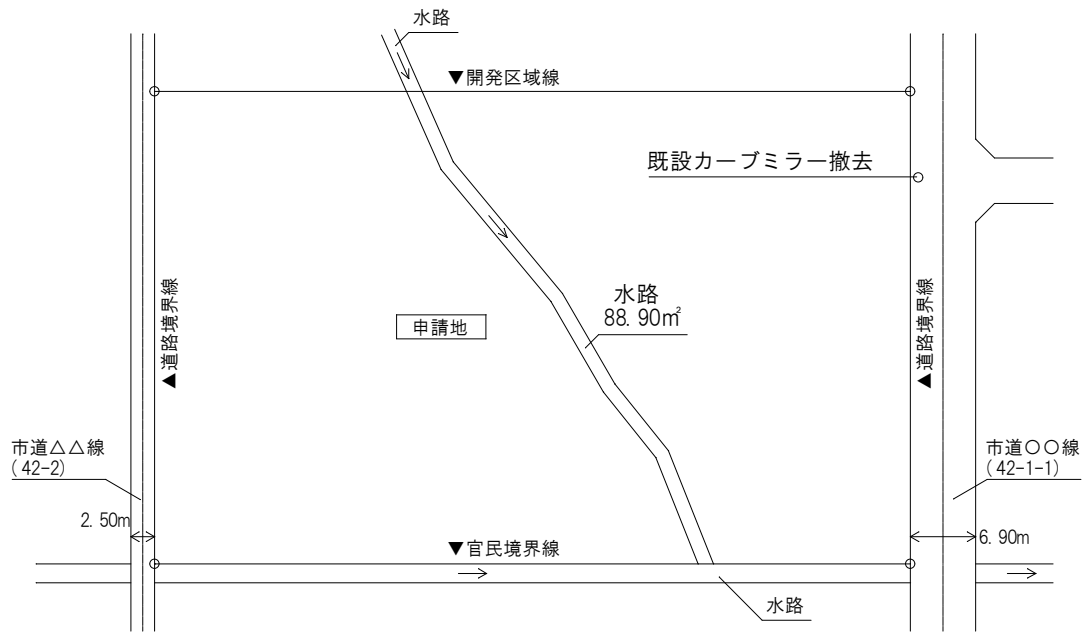 水路
▼開発区域線
既設カーブミラー撤去
水路
88.90㎡
申請地
▲道路境界線
▲道路境界線
市道△△線
(42-2)
市道○○線
(42-1-1)
2.50m
6.90m
▼官民境界線
水路